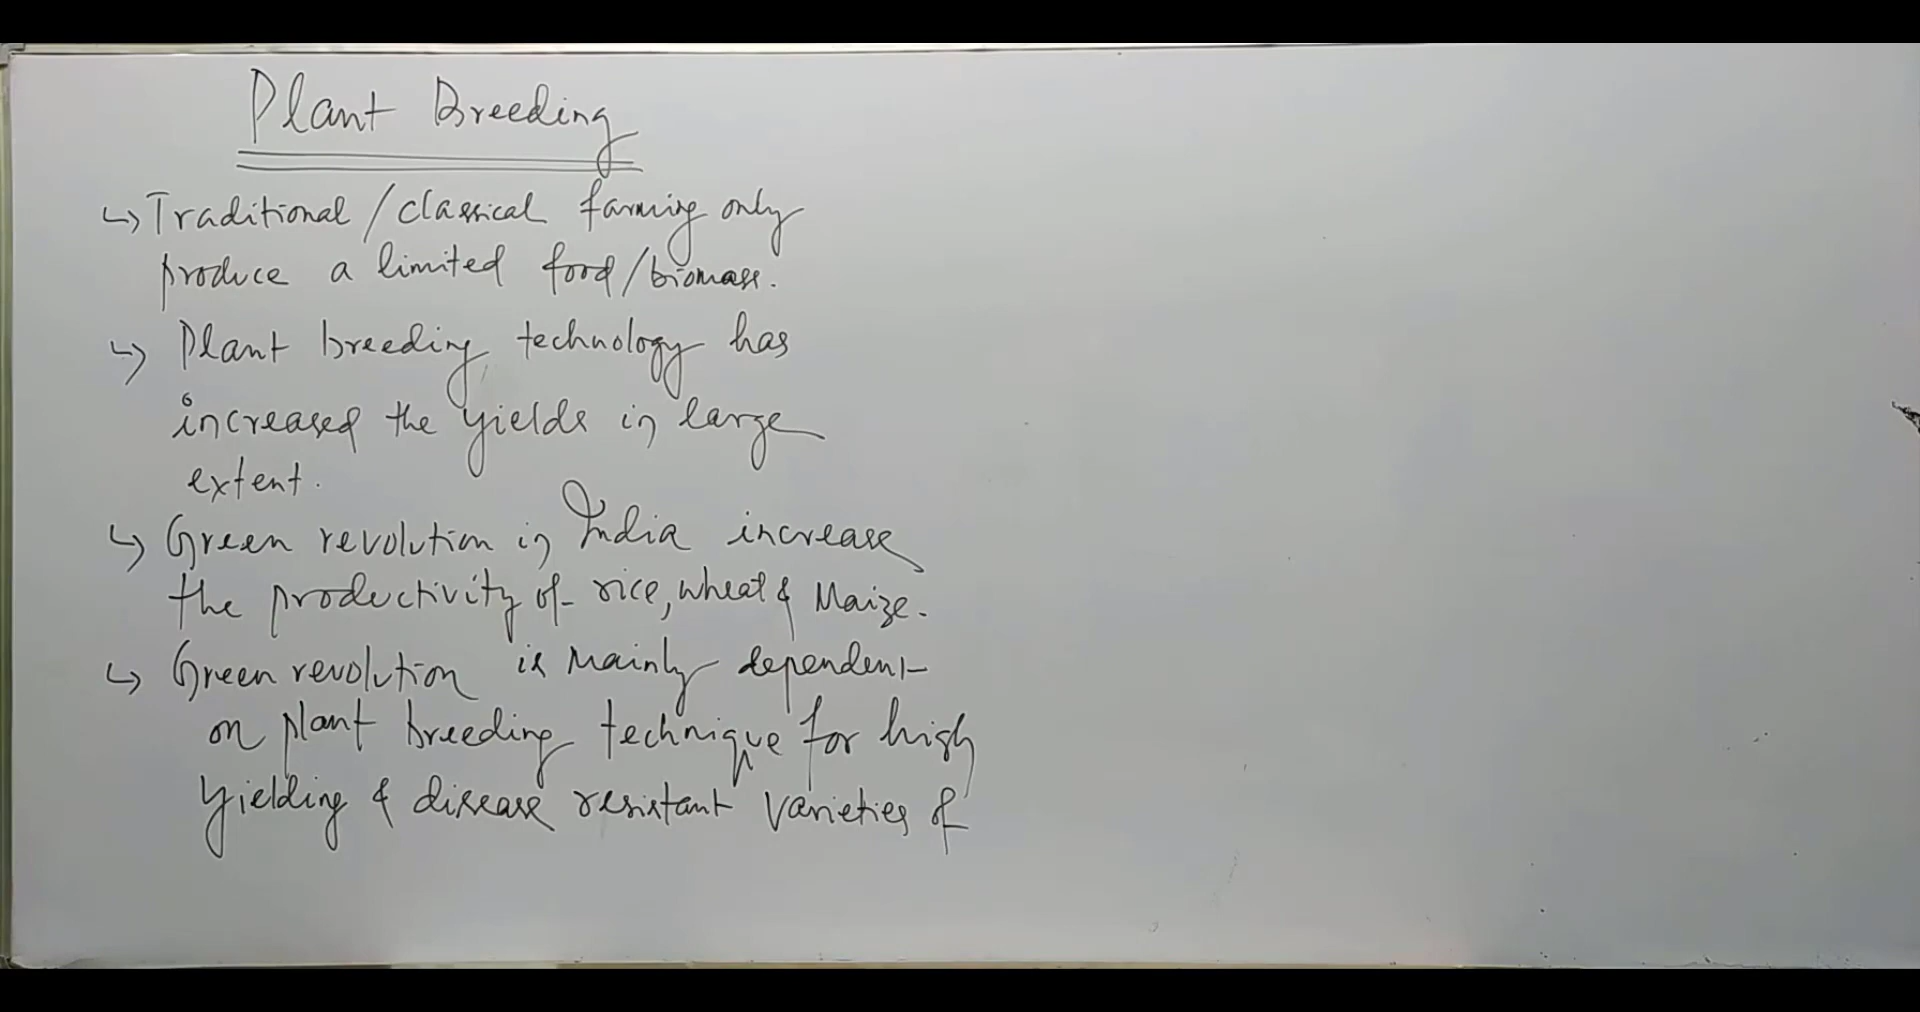 Plant Breeding
↳ Traditional/classical farming only
produce a limited food/biomass.
↳ Plant breeding technology has
increased the yields in large
extent.
↳ Green revolution in India increase
the productivity of rice, wheat & Maize.
↳ Green revolution is mainly dependent
on plant breeding technique for high
yielding & disease resistant varieties of